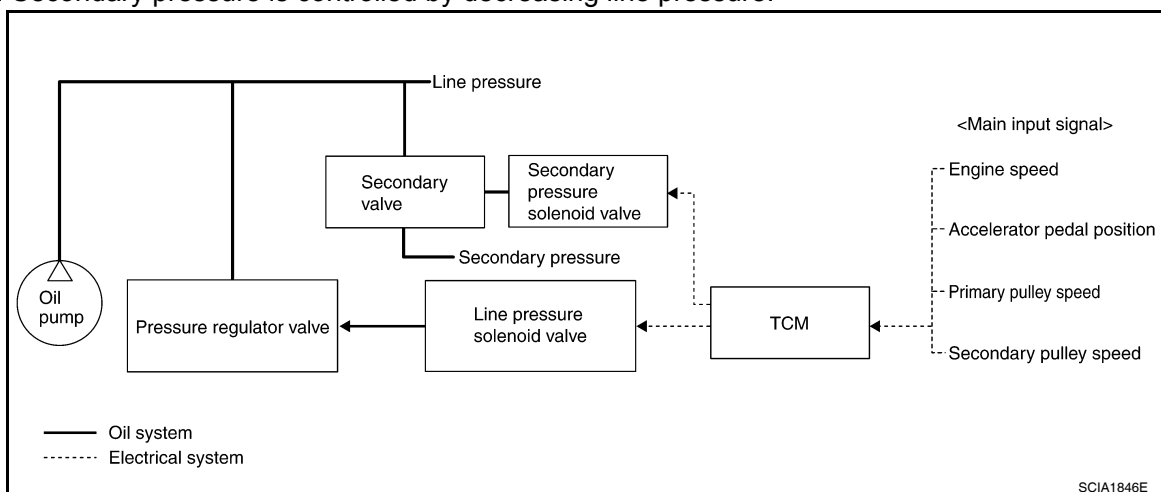 Secondary pressure is controlled by decreasing line pressure.
Line pressure
<Main input signal>
Secondary
valve
Secondary
pressure
solenoid valve
Engine speed
Accelerator pedal position
Secondary pressure
Oil
pump
Pressure regulator valve
Line pressure
solenoid valve
TCM
Primary pulley speed
Secondary pulley speed
Oil system
Electrical system
SCIA1846E